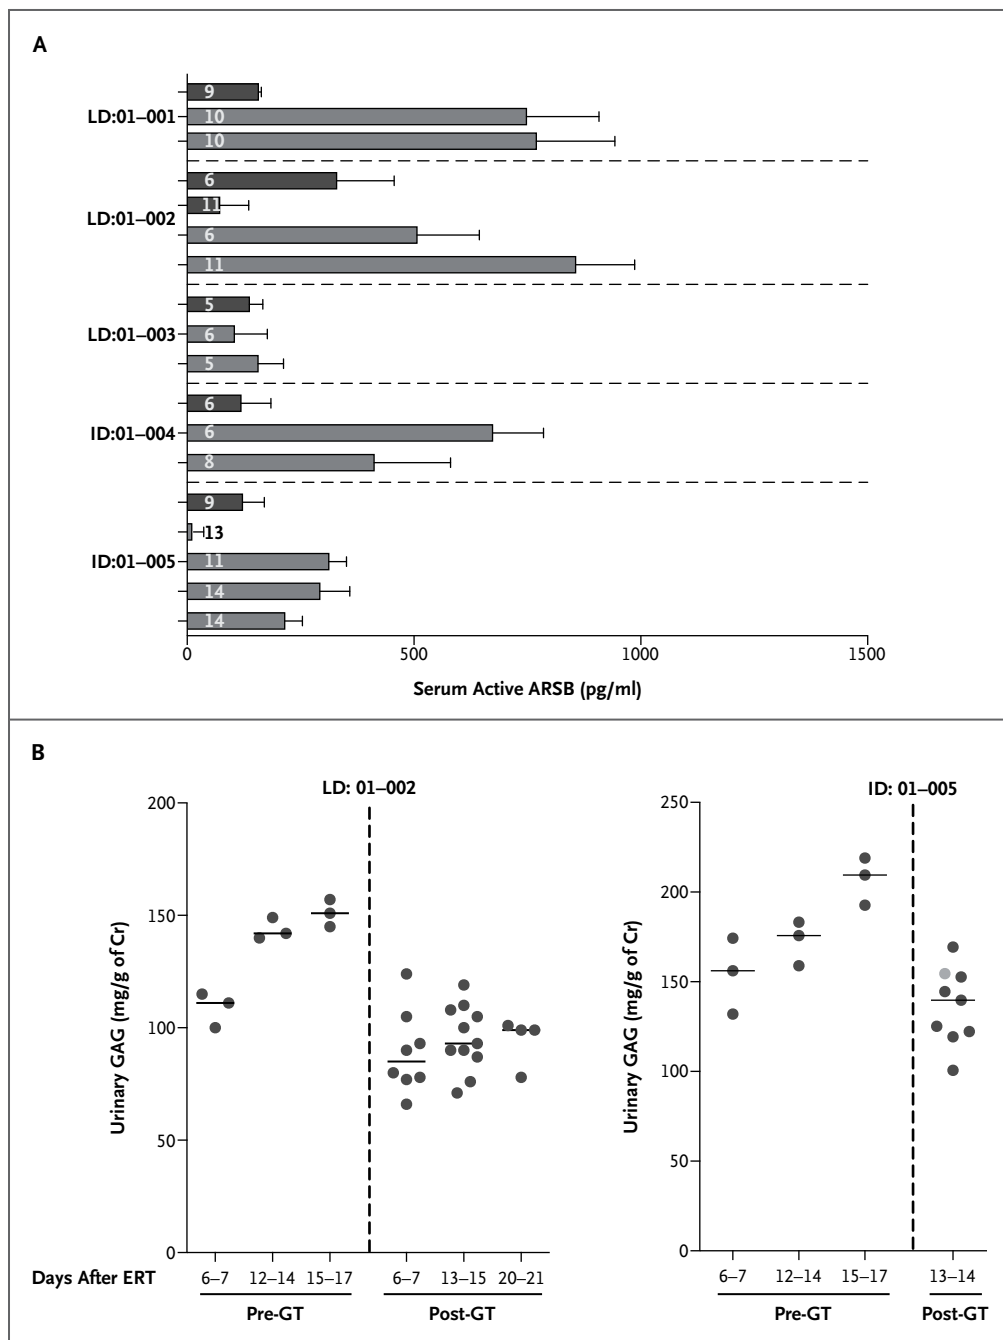 A
9
LD:01–001
10
10
6
11
LD:01–002
6
11
5
LD:01–003
6
5
6
ID:01–004
6
8
9
13
ID:01–005
11
14
14
0 500 1000 1500
Serum Active ARSB (pg/ml)
B
LD: 01–002
200
150
100
50
0
Urinary GAG (mg/g of Cr)
Days After ERT 6–7 12–14 15–17 6–7 13–15 20–21
Pre-GT Post-GT
ID: 01–005
250
200
150
100
50
0
Urinary GAG (mg/g of Cr)
6–7 12–14 15–17 13–14
Pre-GT Post-GT